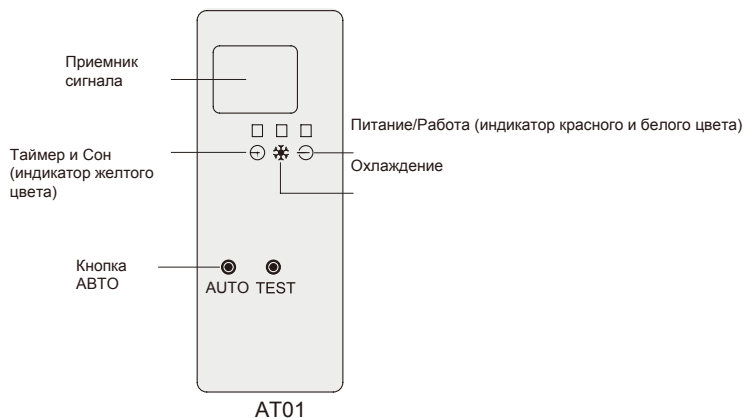 Приемник
сигнала
Питание/Работа (индикатор красного и белого цвета)
Таймер и Сон
(индикатор желтого
цвета)
Охлаждение
Кнопка
АВТО
AUTO TEST
AT01